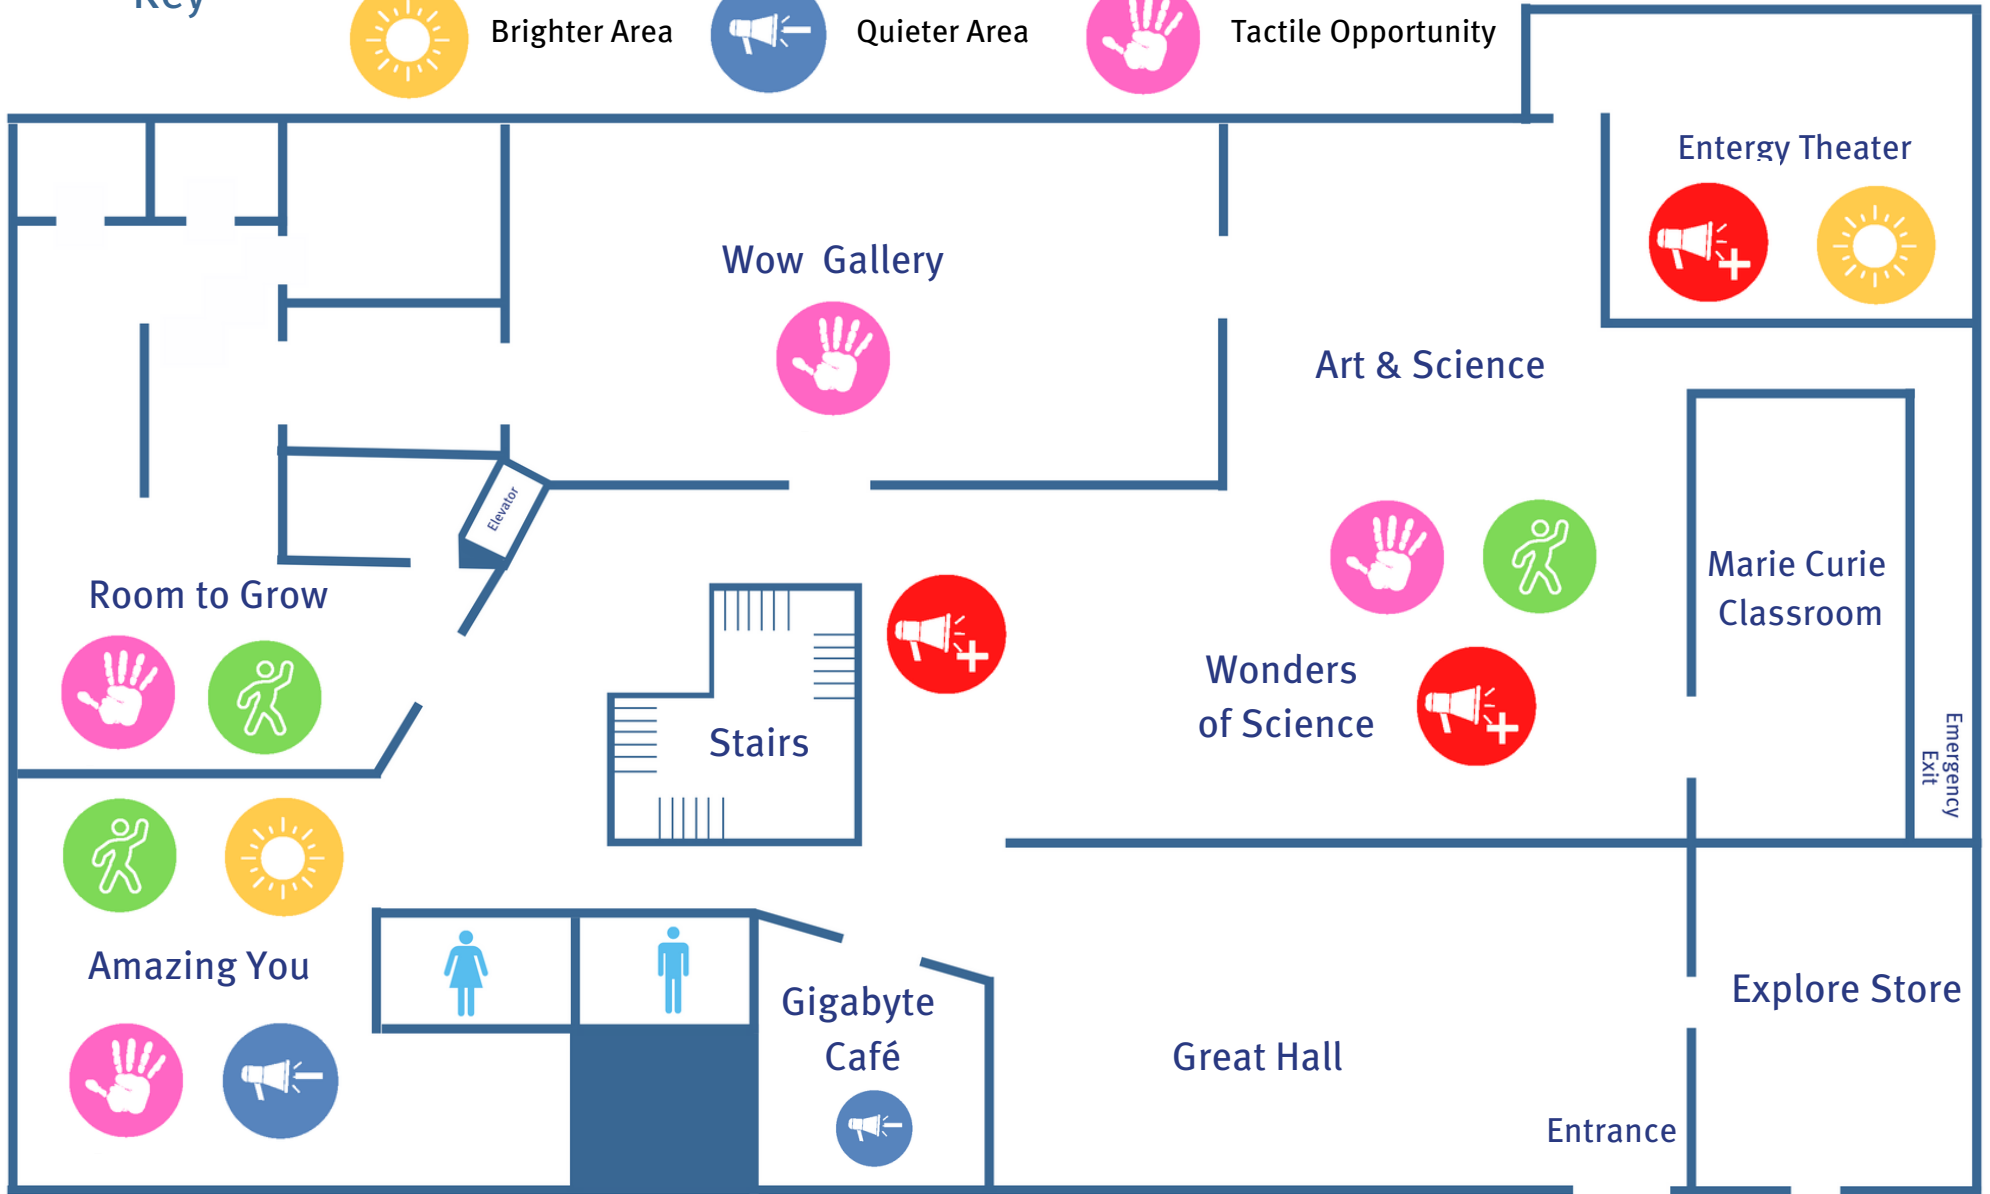 Key
Brighter Area
Quieter Area
Tactile Opportunity
Entergy Theater
Wow Gallery
Art & Science
Elevator
Marie Curie
Classroom
Room to Grow
Wonders
of Science
Stairs
Emergency
Exit
Amazing You
Gigabyte
Café
Explore Store
Great Hall
Entrance